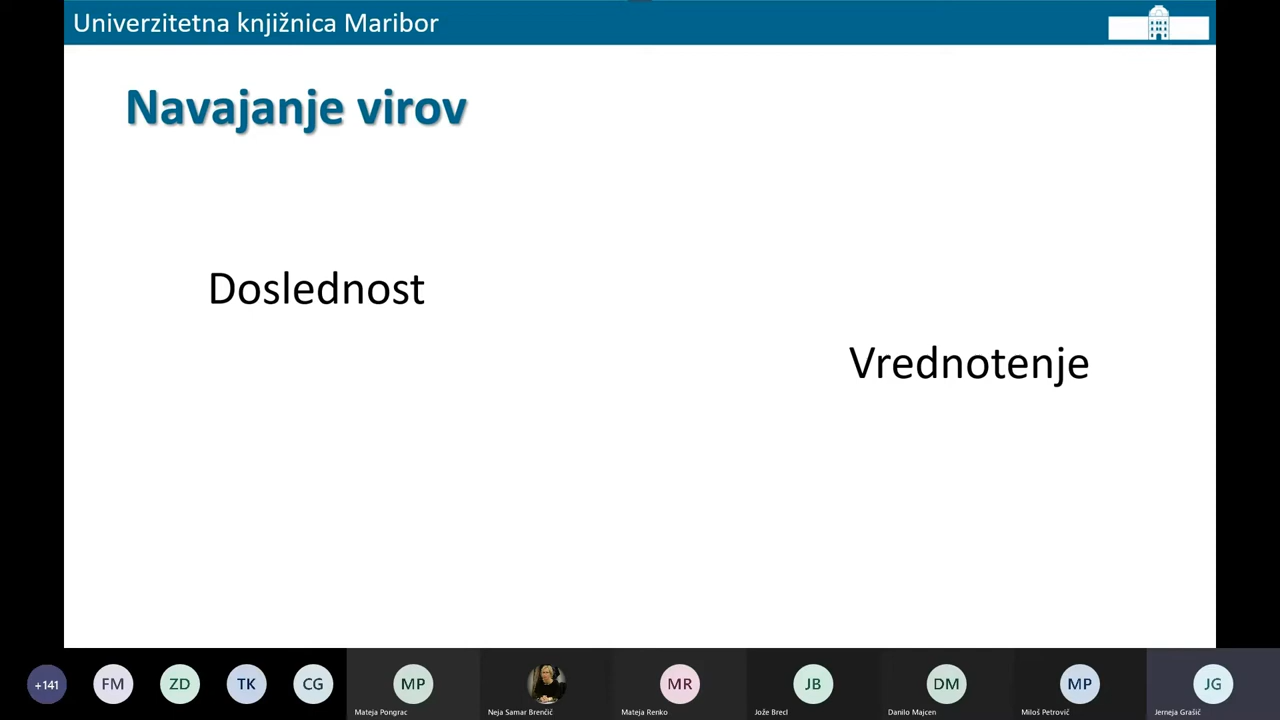 Univerzitetna knjižnica Maribor
Navajanje virov
Doslednost
Vrednotenje
+141
FM
ZD
TK
CG
MP
MR
JB
DM
MP
JG
Mateja Pongrac
Neja Samar Brenčič
Mateja Renko
Jože Brecl
Danilo Majcen
Miloš Petrovič
Jerneja Grašič